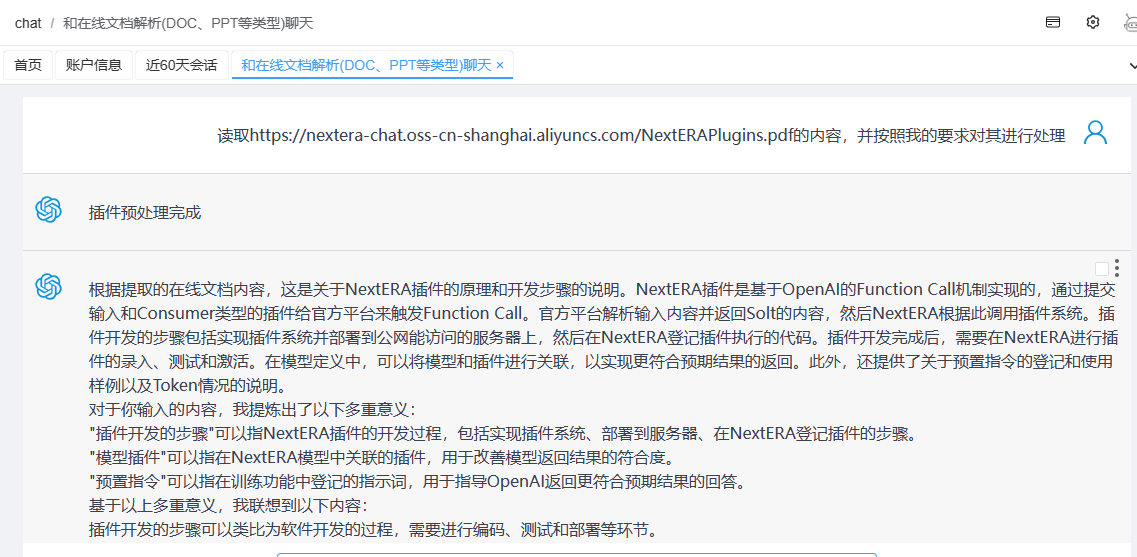 chat / 和在线文档解析(DOC、PPT等类型)聊天
首页 账户信息 近60天会话 和在线文档解析(DOC、PPT等类型)聊天 ×
读取https://nextera-chat.oss-cn-shanghai.aliyuncs.com/NextERAPlugins.pdf的内容，并按照我的要求对其进行处理
插件预处理完成
根据提取的在线文档内容，这是关于NextERA插件的原理和开发步骤的说明。NextERA插件是基于OpenAI的Function Call机制实现的，通过提交
输入和Consumer类型的插件给官方平台来触发Function Call。官方平台解析输入内容并返回Solt的内容，然后NextERA根据此调用插件系统。插
件开发的步骤包括实现插件系统并部署到公网能访问的服务器上，然后在NextERA登记插件执行的代码。插件开发完成后，需要在NextERA进行插
件的录入、测试和激活。在模型定义中，可以将模型和插件进行关联，以实现更符合预期结果的返回。此外，还提供了关于预置指令的登记和使用
样例以及Token情况的说明。
对于你输入的内容，我提炼出了以下多重意义：
"插件开发的步骤"可以指NextERA插件的开发过程，包括实现插件系统、部署到服务器、在NextERA登记插件的步骤。
"模型插件"可以指在NextERA模型中关联的插件，用于改善模型返回结果的符合度。
"预置指令"可以指在训练功能中登记的指示词，用于指导OpenAI返回更符合预期结果的回答。
基于以上多重意义，我联想到以下内容：
插件开发的步骤可以类比为软件开发的过程，需要进行编码、测试和部署等环节。